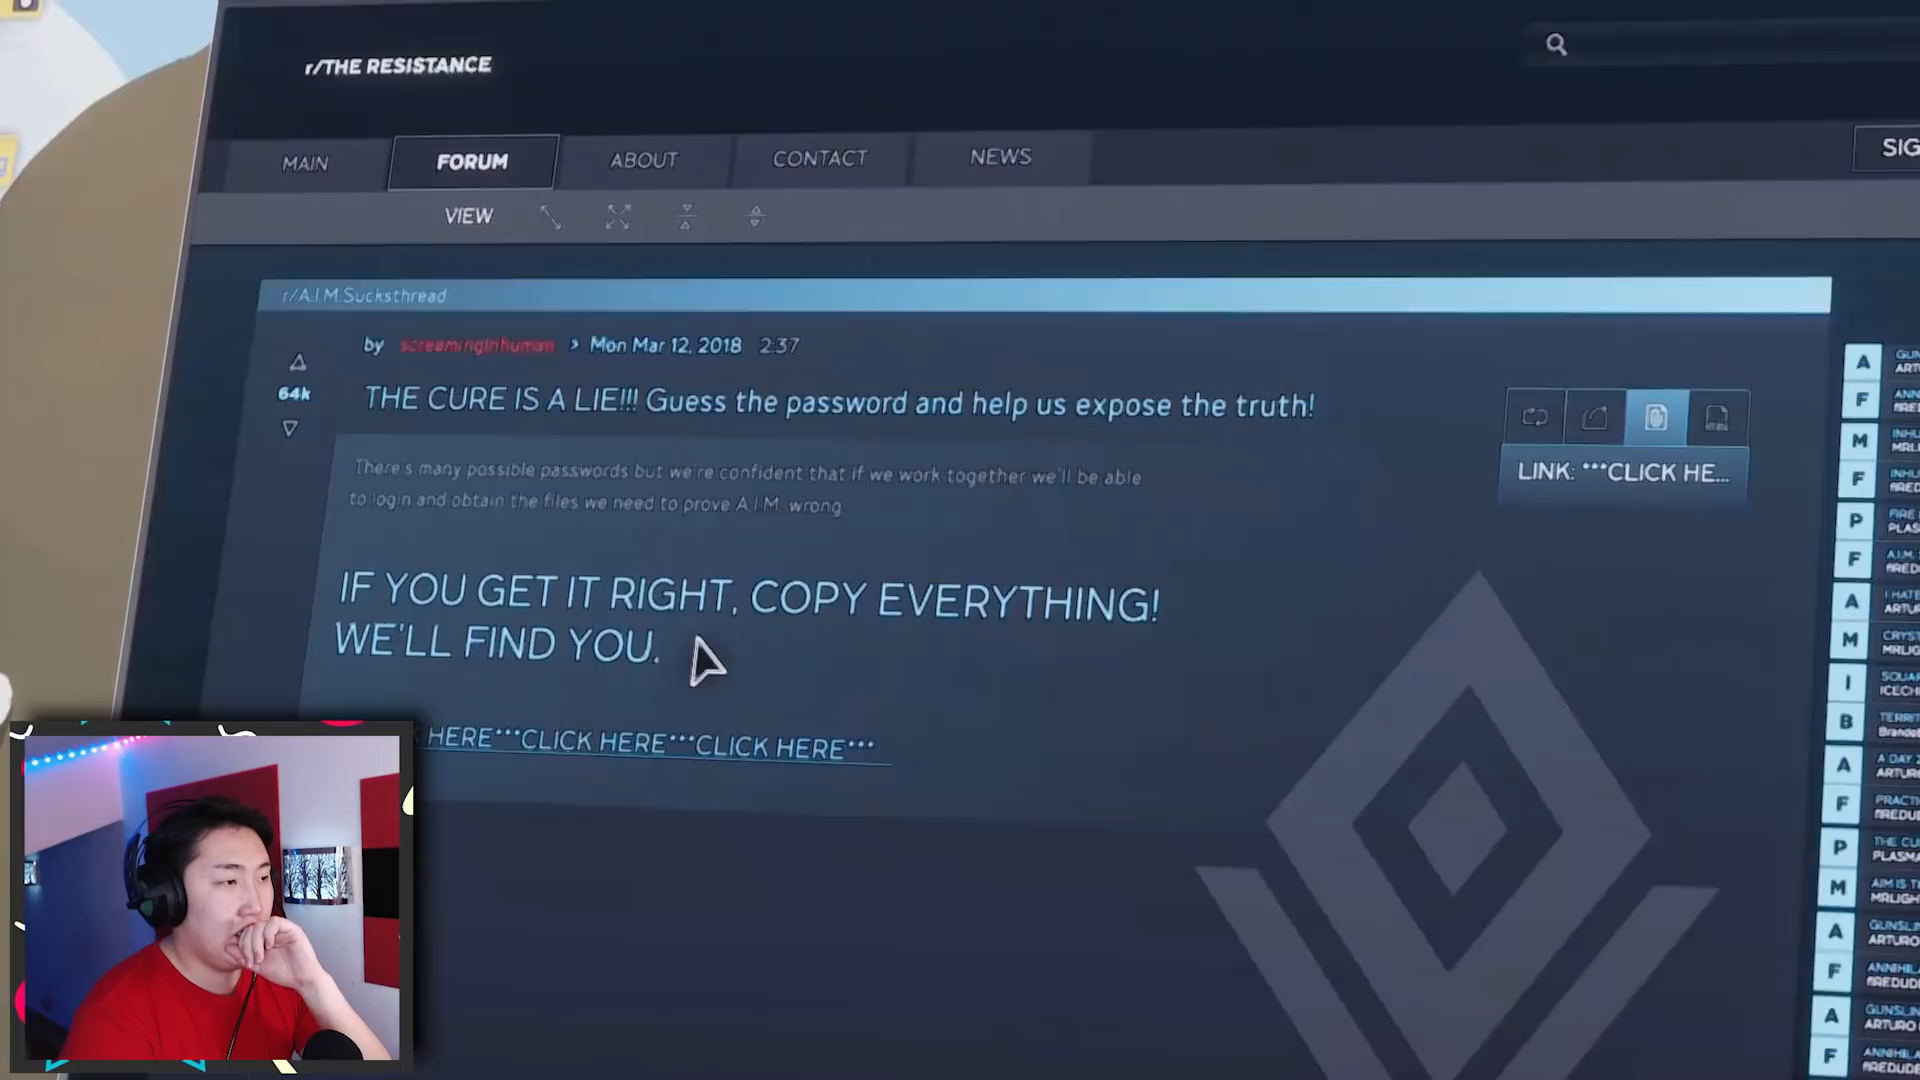 r/THE RESISTANCE
MAIN
FORUM
ABOUT
CONTACT
NEWS
SIG
VIEW
r/A.I.M.Sucksthread
by screamingInhuman > Mon Mar 12, 2018 2:37
64k
THE CURE IS A LIE!!! Guess the password and help us expose the truth!
LINK: ***CLICK HE...
There's many possible passwords but we're confident that if we work together we'll be able
to login and obtain the files we need to prove A.I.M. wrong
IF YOU GET IT RIGHT, COPY EVERYTHING!
WE'LL FIND YOU.
HERE***CLICK HERE***CLICK HERE***
A
F
M
F
P
F
A
M
I
B
A
F
P
M
A
F
A
F